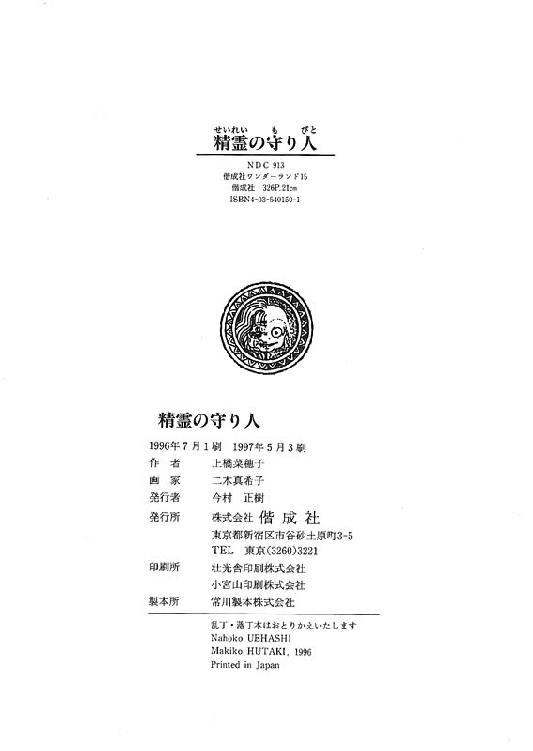 せいれい も びと
精霊の守り人
NDC 913
偕成社ワンダーランド15
偕成社 326P.21cm
ISBN4-03-540150-1
精霊の守り人
1996年7月1刷 1997年5月3刷
作 者 上橋菜穂子
画 家 二木真希子
発行者 今村 正樹
発行所 株式会社 偕成社
東京都新宿区市谷砂土原町3-5
TEL 東京(3260)3221
印刷所 壮光舎印刷株式会社
小宮山印刷株式会社
製本所 常川製本株式会社
乱丁・落丁本はおとりかえいたします
Nahoko UEHASHI
Makiko HUTAKI, 1996
Printed in Japan